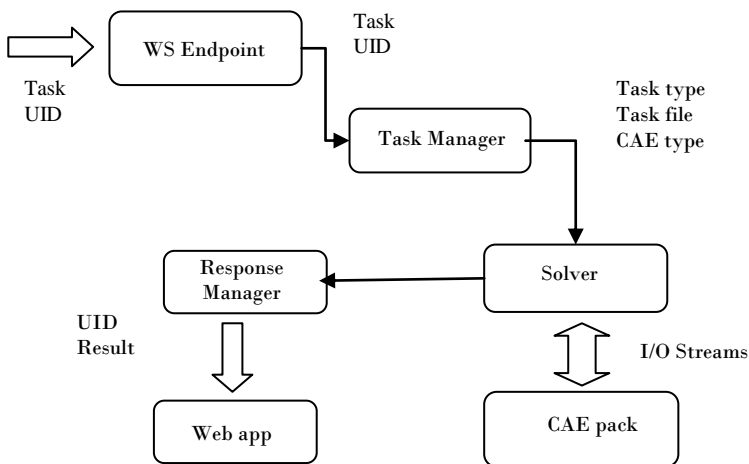 WS Endpoint
Task
UID
Task
UID
Task Manager
Task type
Task file
CAE type
Response
Manager
Solver
UID
Result
I/O Streams
Web app
CAE pack